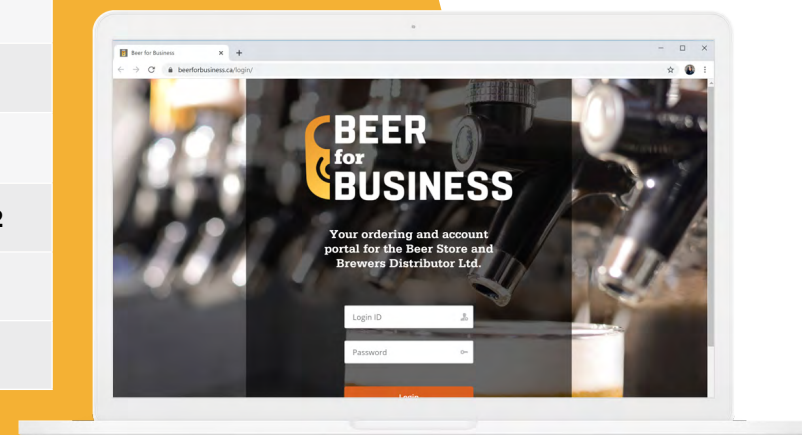 2
Beer for Business
beerforbusiness.ca/login/
BEER
for
BUSINESS
Your ordering and account
portal for the Beer Store and
Brewers Distributor Ltd.
Login ID
Password
Login